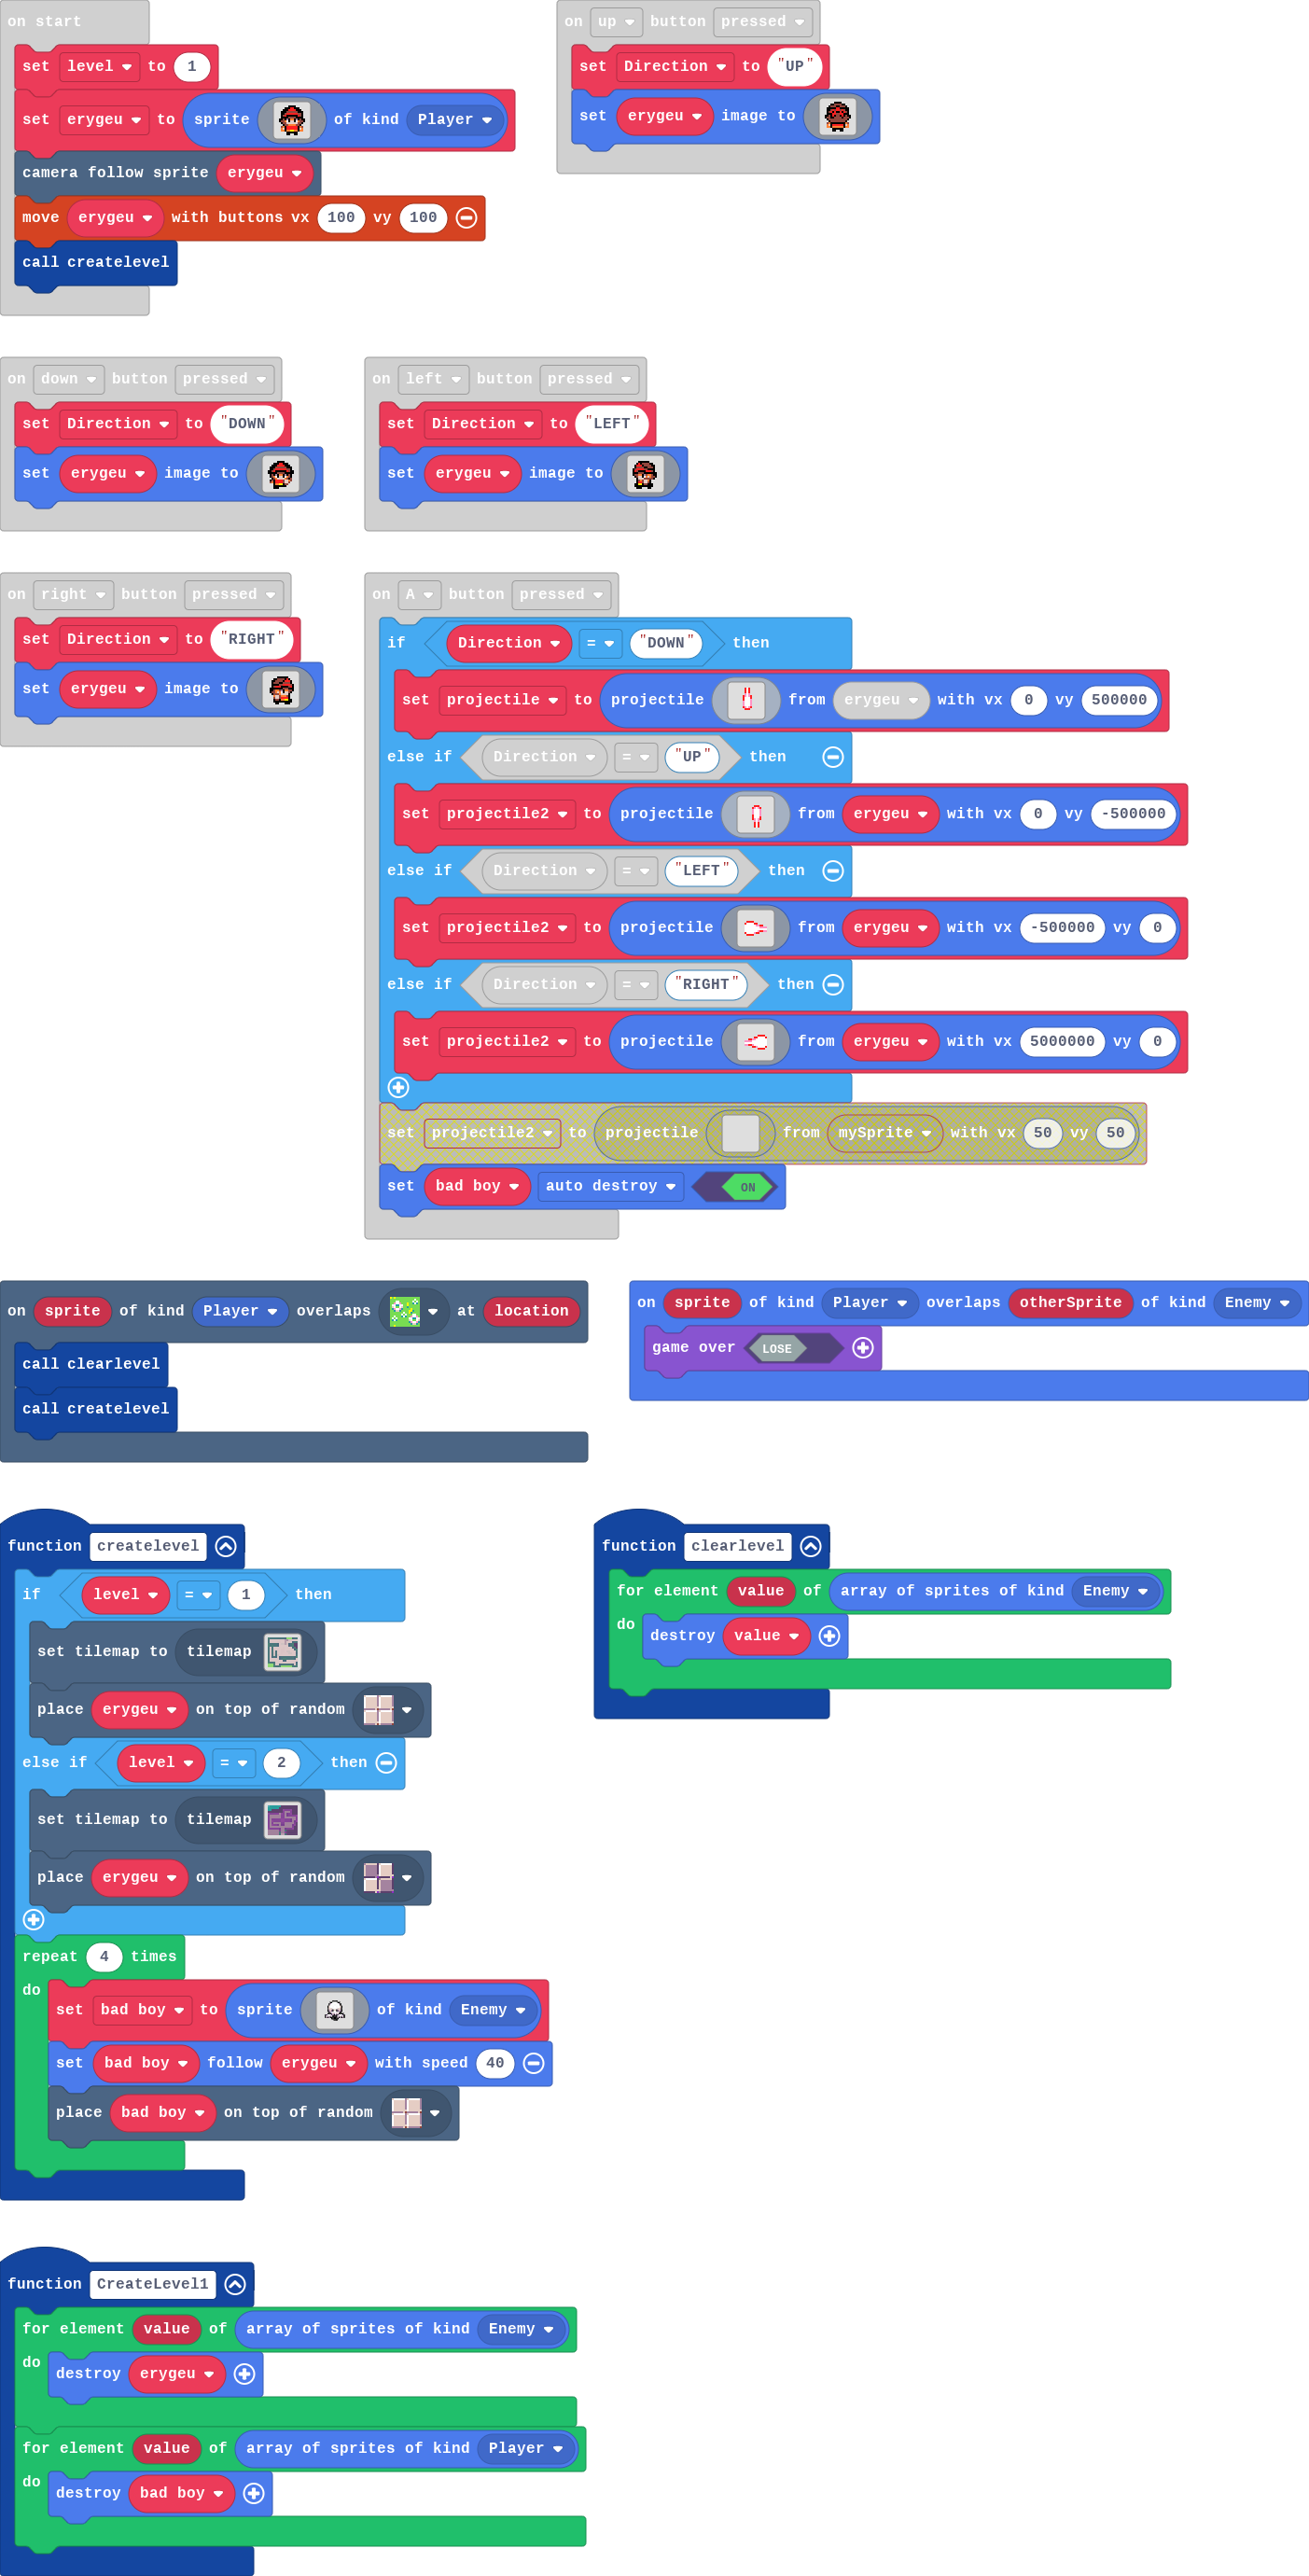 on start
set level to 1
set erygeu to sprite of kind Player
camera follow sprite erygeu
move erygeu with buttons vx 100 vy 100
call createlevel
on up button pressed
set Direction to "UP"
set erygeu image to
on down button pressed
set Direction to "DOWN"
set erygeu image to
on left button pressed
set Direction to "LEFT"
set erygeu image to
on right button pressed
set Direction to "RIGHT"
set erygeu image to
on A button pressed
if Direction = "DOWN" then
set projectile to projectile from erygeu with vx 0 vy 500000
else if Direction = "UP" then
set projectile2 to projectile from erygeu with vx 0 vy -500000
else if Direction = "LEFT" then
set projectile2 to projectile from erygeu with vx -500000 vy 0
else if Direction = "RIGHT" then
set projectile2 to projectile from erygeu with vx 5000000 vy 0
set projectile2 to projectile from mySprite with vx 50 vy 50
set bad boy auto destroy ON
on sprite of kind Player overlaps at location
call clearlevel
call createlevel
on sprite of kind Player overlaps otherSprite of kind Enemy
game over LOSE
function createlevel
if level = 1 then
set tilemap to tilemap
place erygeu on top of random
else if level = 2 then
set tilemap to tilemap
place erygeu on top of random
repeat 4 times
do
set bad boy to sprite of kind Enemy
set bad boy follow erygeu with speed 40
place bad boy on top of random
function clearlevel
for element value of array of sprites of kind Enemy
do
destroy value
function CreateLevel1
for element value of array of sprites of kind Enemy
do
destroy erygeu
for element value of array of sprites of kind Player
do
destroy bad boy